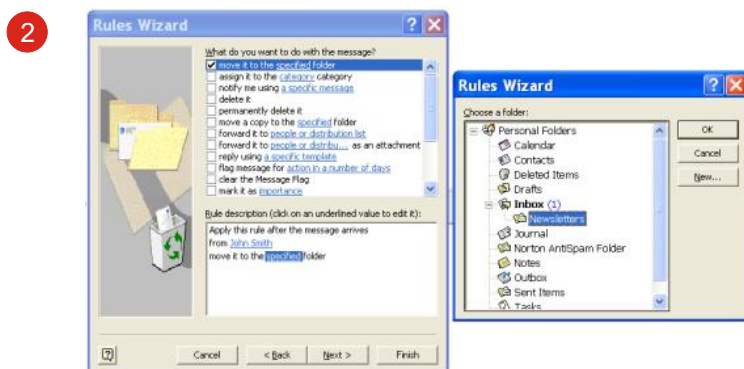 2
Rules Wizard
What do you want to do with the message?
move it to the specified folder
assign it to the category category
notify me using a specific message
delete it
permanently delete it
move a copy to the specified folder
forward it to people or distribution list
forward it to people or distribu... as an attachment
reply using a specific template
flag message for action in a number of days
clear the Message Flag
mark it as importance
Rule description (click on an underlined value to edit it):
Apply this rule after the message arrives
from John Smith
move it to the specified folder
Cancel
< Back
Next >
Finish
Rules Wizard
Choose a folder:
Personal Folders
Calendar
Contacts
Deleted Items
Drafts
Inbox (1)
Newsletters
Journal
Norton AntiSpam Folder
Notes
Outbox
Sent Items
Tasks
OK
Cancel
New...